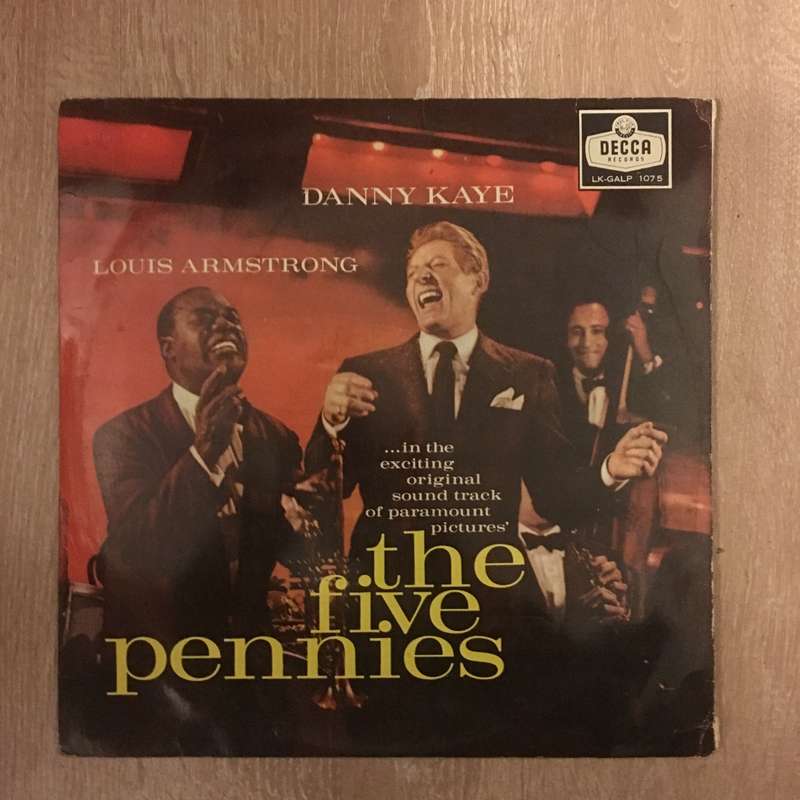 DECCA
RECORDS
LK-GALP 1075
DANNY KAYE
LOUIS ARMSTRONG
...in the
exciting
original
sound track
of paramount
pictures'
the
five
pennies